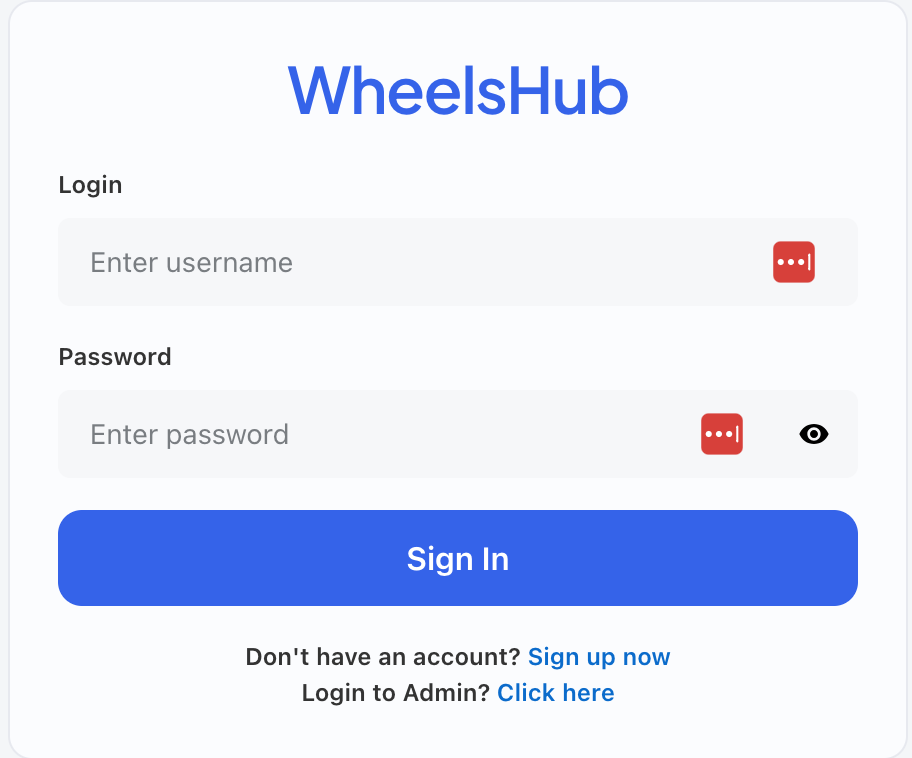 WheelsHub
Login
Enter username
Password
Enter password
Sign In
Don't have an account? Sign up now
Login to Admin? Click here